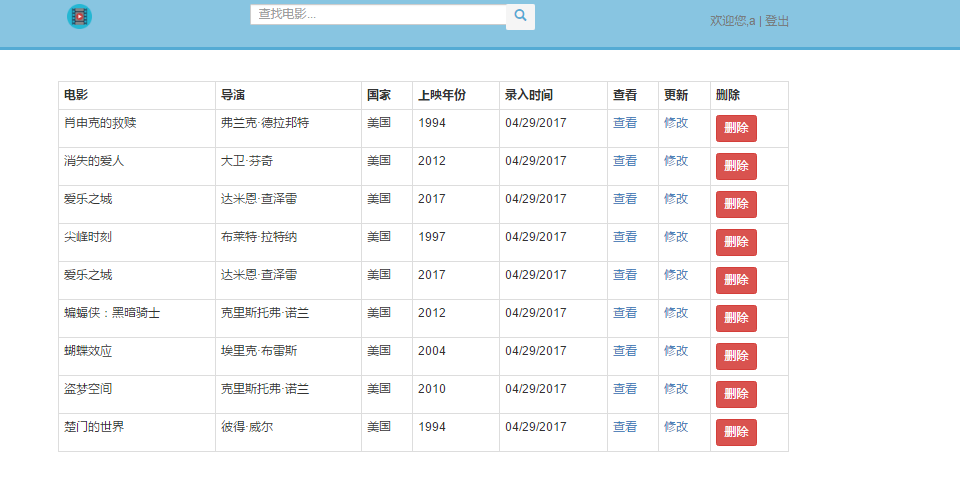 查找电影...
欢迎您,a | 登出
电影 导演 国家 上映年份 录入时间 查看 更新 删除
肖申克的救赎 弗兰克·德拉邦特 美国 1994 04/29/2017 查看 修改 删除
消失的爱人 大卫·芬奇 美国 2012 04/29/2017 查看 修改 删除
爱乐之城 达米恩·查泽雷 美国 2017 04/29/2017 查看 修改 删除
尖峰时刻 布莱特·拉特纳 美国 1997 04/29/2017 查看 修改 删除
爱乐之城 达米恩·查泽雷 美国 2017 04/29/2017 查看 修改 删除
蝙蝠侠：黑暗骑士 克里斯托弗·诺兰 美国 2012 04/29/2017 查看 修改 删除
蝴蝶效应 埃里克·布雷斯 美国 2004 04/29/2017 查看 修改 删除
盗梦空间 克里斯托弗·诺兰 美国 2010 04/29/2017 查看 修改 删除
楚门的世界 彼得·威尔 美国 1994 04/29/2017 查看 修改 删除